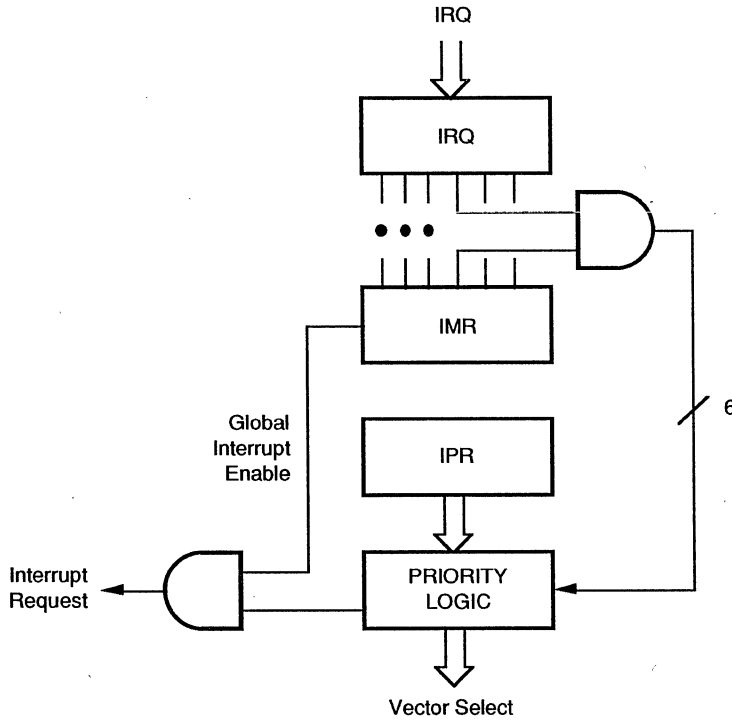 IRQ
IRQ
IMR
6
Global
Interrupt
Enable
IPR
Interrupt
Request
PRIORITY
LOGIC
Vector Select